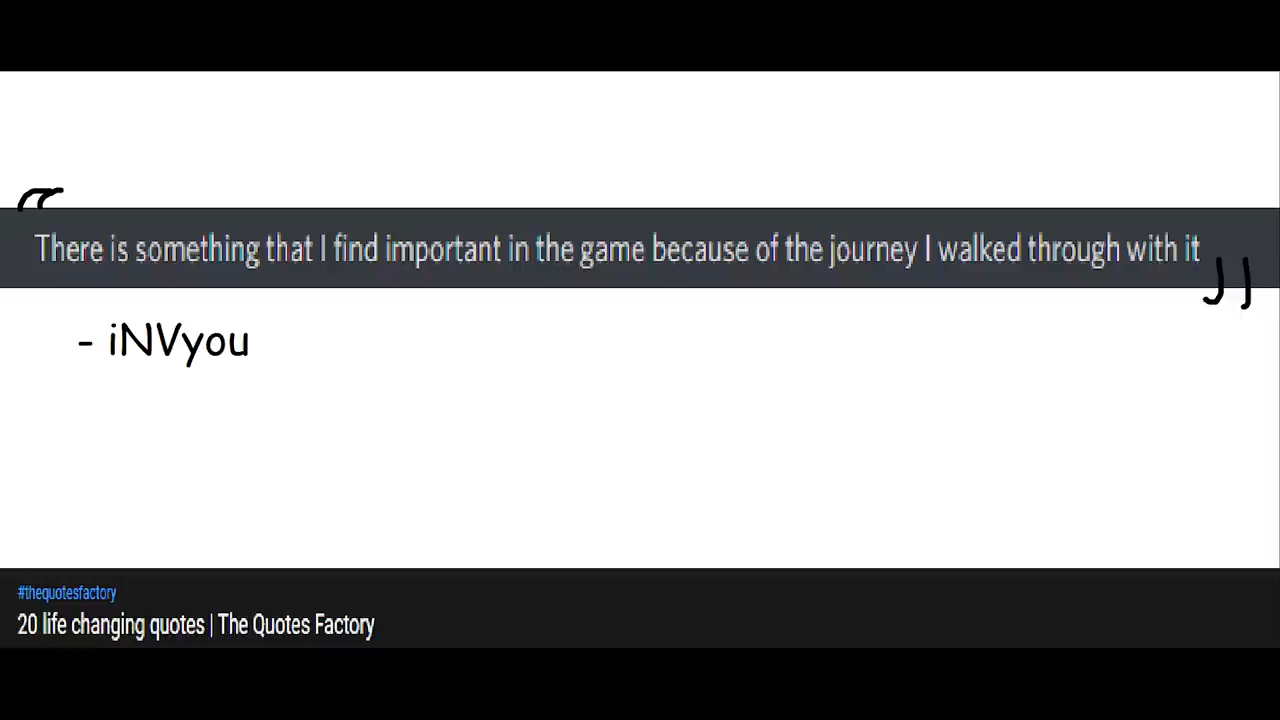 “
There is something that I find important in the game because of the journey I walked through with it
”
- iNVyou
#thequotesfactory
20 life changing quotes | The Quotes Factory